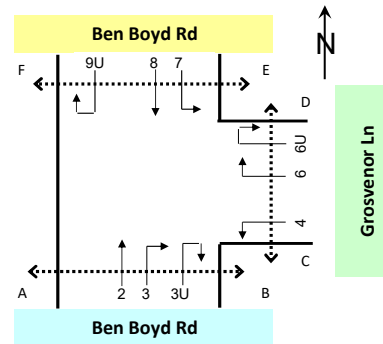 Ben Boyd Rd
N
F
9U
8
7
E
D
6U
6
4
Grosvenor Ln
C
A
2
3
3U
B
Ben Boyd Rd